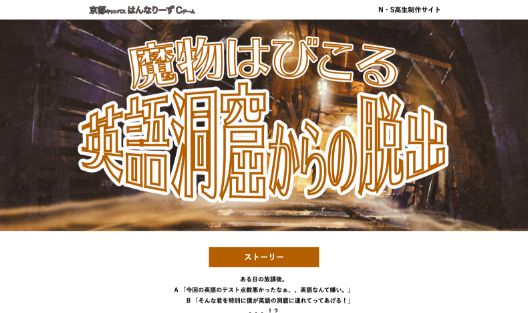 京都キャンパス はんなりーず Cチーム
N・S高生制作サイト
魔物はびこる
英語洞窟からの脱出
ストーリー
ある日の放課後。
A 「今回の英語のテスト点数悪かったなぁ、、英語なんて嫌い。」
B 「そんな君を特別に僕が英語の洞窟に連れてってあげる！」
。。。！？